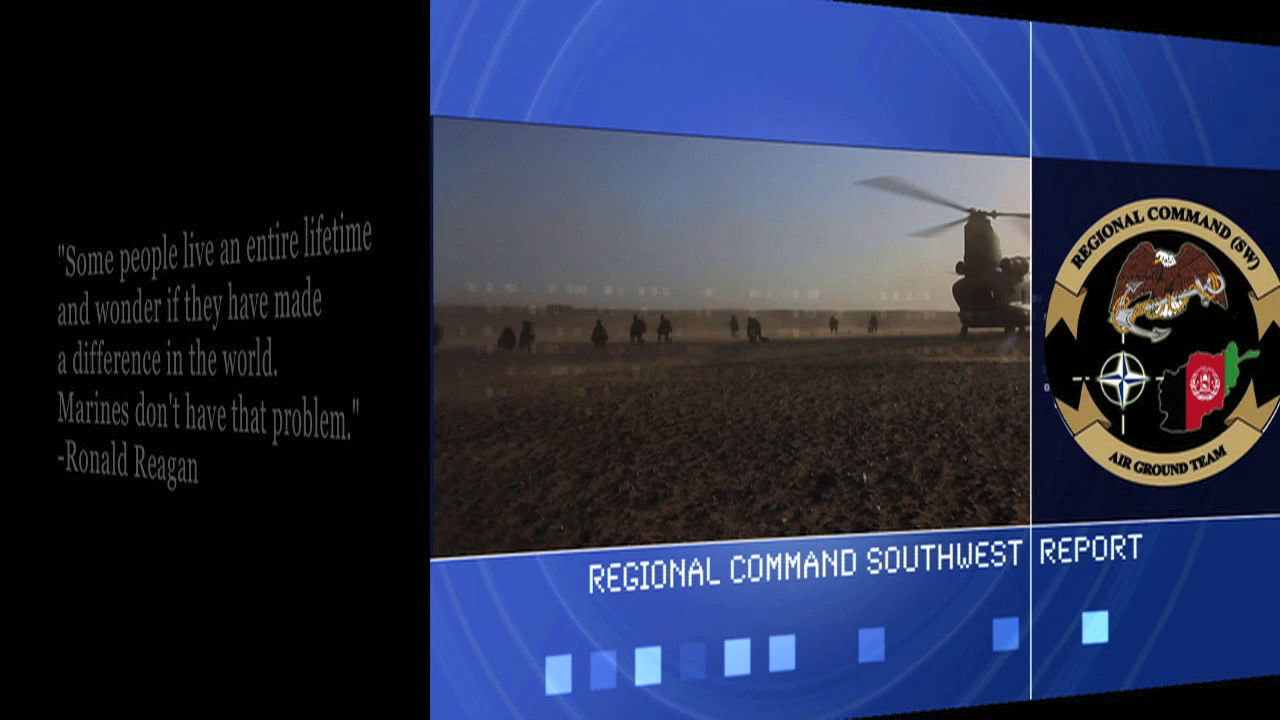 "Some people live an entire lifetime
and wonder if they have made
a difference in the world.
Marines don't have that problem."
-Ronald Reagan
REGIONAL COMMAND (SW)
AIR GROUND TEAM
REGIONAL COMMAND SOUTHWEST REPORT